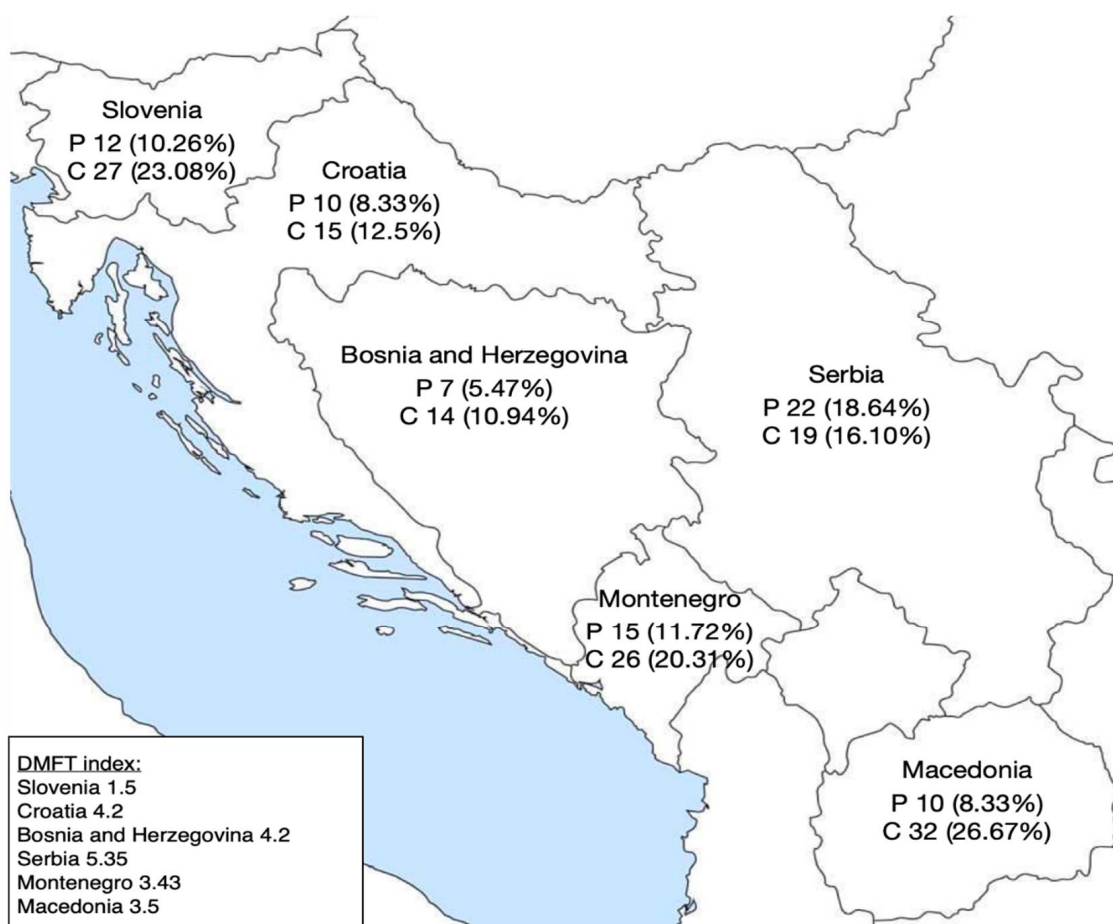 Slovenia
P 12 (10.26%)
C 27 (23.08%)
Croatia
P 10 (8.33%)
C 15 (12.5%)
Bosnia and Herzegovina
P 7 (5.47%)
C 14 (10.94%)
Serbia
P 22 (18.64%)
C 19 (16.10%)
Montenegro
P 15 (11.72%)
C 26 (20.31%)
Macedonia
P 10 (8.33%)
C 32 (26.67%)
DMFT index:
Slovenia 1.5
Croatia 4.2
Bosnia and Herzegovina 4.2
Serbia 5.35
Montenegro 3.43
Macedonia 3.5